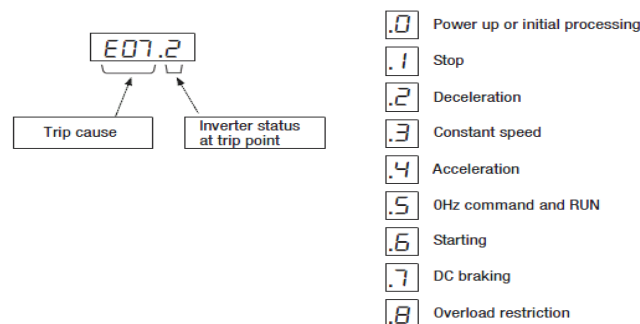 E07.2
Trip cause
Inverter status
at trip point
.0 Power up or initial processing
.1 Stop
.2 Deceleration
.3 Constant speed
.4 Acceleration
.5 0Hz command and RUN
.6 Starting
.7 DC braking
.8 Overload restriction